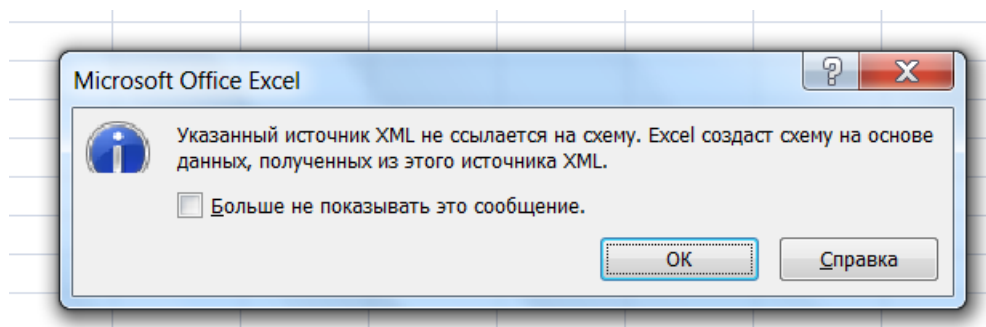 Microsoft Office Excel
Указанный источник XML не ссылается на схему. Excel создаст схему на основе
данных, полученных из этого источника XML.
Больше не показывать это сообщение.
ОК
Справка